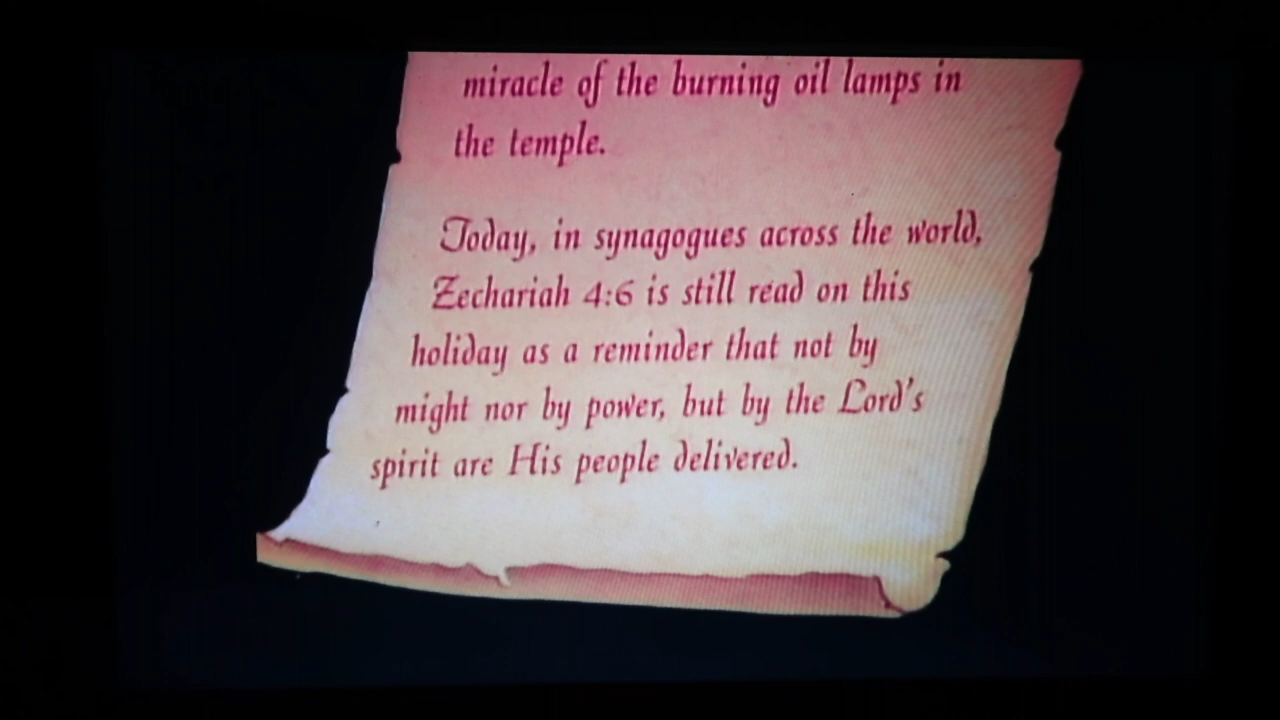 miracle of the burning oil lamps in
the temple.
Today, in synagogues across the world,
Zechariah 4:6 is still read on this
holiday as a reminder that not by
might nor by power, but by the Lord's
spirit are His people delivered.